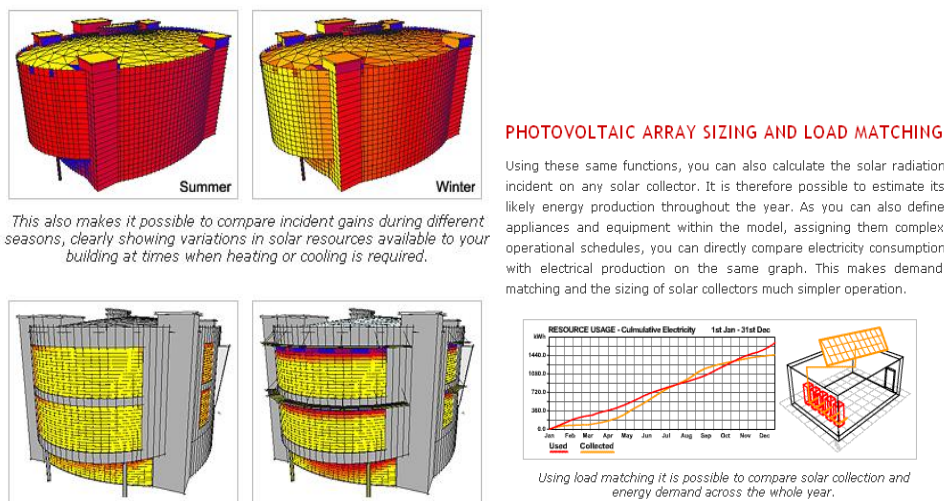 Summer
Winter
This also makes it possible to compare incident gains during different
seasons, clearly showing variations in solar resources available to your
building at times when heating or cooling is required.
PHOTOVOLTAIC ARRAY SIZING AND LOAD MATCHING
Using these same functions, you can also calculate the solar radiation
incident on any solar collector. It is therefore possible to estimate its
likely energy production throughout the year. As you can also define
appliances and equipment within the model, assigning them complex
operational schedules, you can directly compare electricity consumption
with electrical production on the same graph. This makes demand
matching and the sizing of solar collectors much simpler operation.
RESOURCE USAGE - Culmulative Electricity 1st Jan - 31st Dec
kWh
1440.0
1080.0
720.0
360.0
0.0
Jan Feb Mar Apr May Jun Jul Aug Sep Oct Nov Dec
Used Collected
Using load matching it is possible to compare solar collection and
energy demand across the whole year.